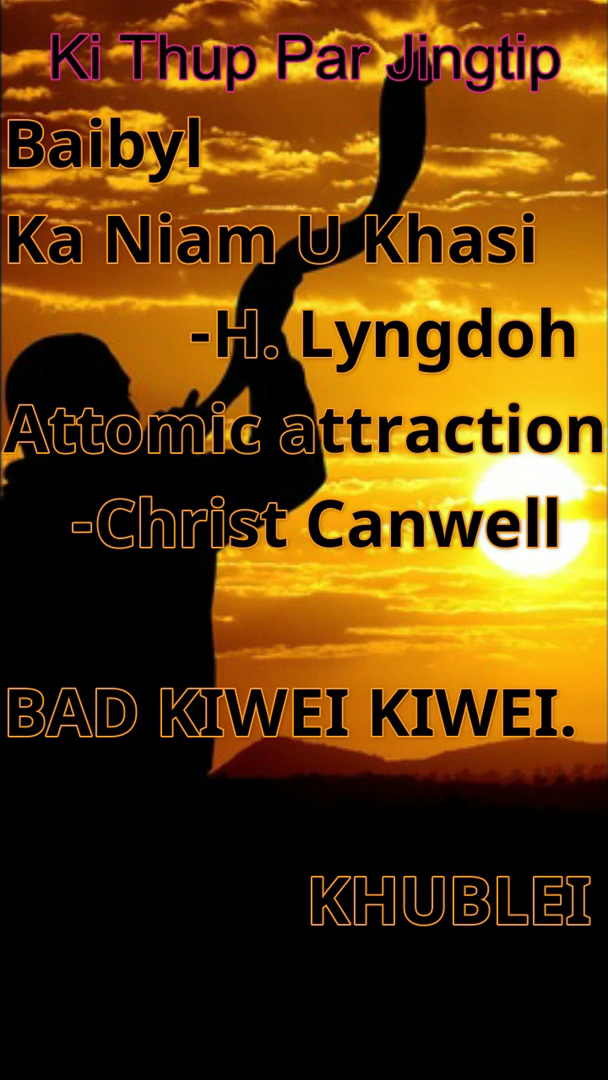 Ki Thup Par Jingtip
Baibyl
Ka Niam U Khasi
-H. Lyngdoh
Attomic attraction
-Christ Canwell
BAD KIWEI KIWEI.
KHUBLEI